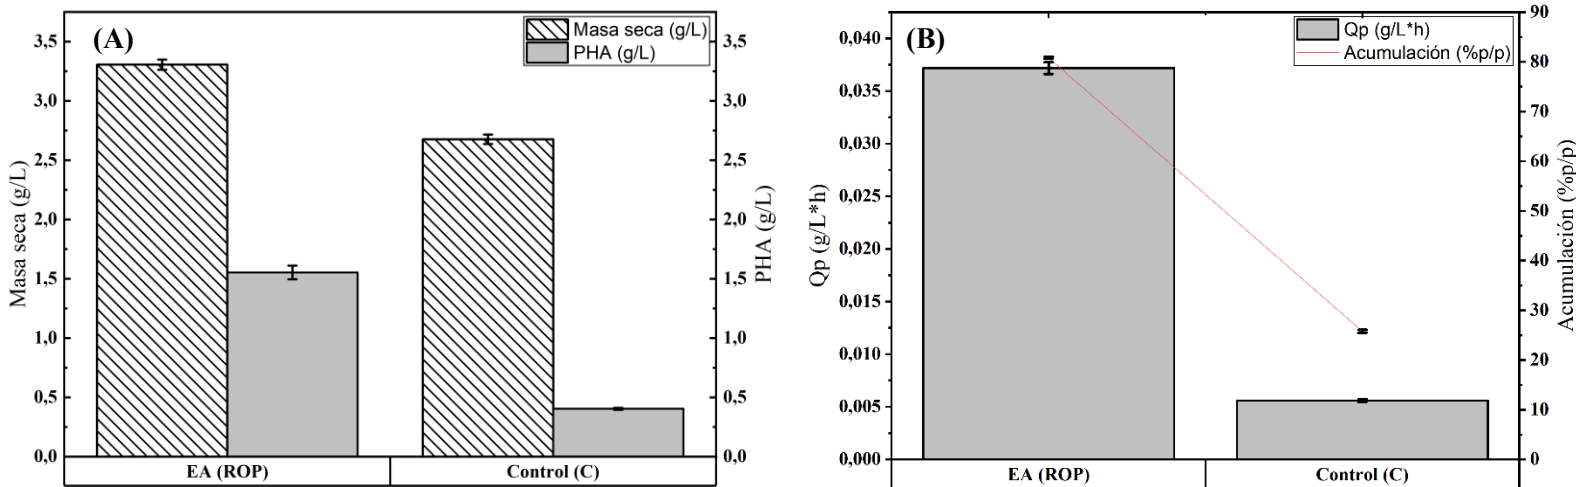 (A)
Masa seca (g/L)
PHA (g/L)
3,5
3,0
2,5
2,0
1,5
1,0
0,5
0,0
Masa seca (g/L)
3,5
3,0
2,5
2,0
1,5
1,0
0,5
0,0
PHA (g/L)
EA (ROP)
Control (C)
(B)
Qp (g/L*h)
Acumulación (%p/p)
0,040
0,035
0,030
0,025
0,020
0,015
0,010
0,005
0,000
Qp (g/L*h)
90
80
70
60
50
40
30
20
10
0
Acumulación (%p/p)
EA (ROP)
Control (C)